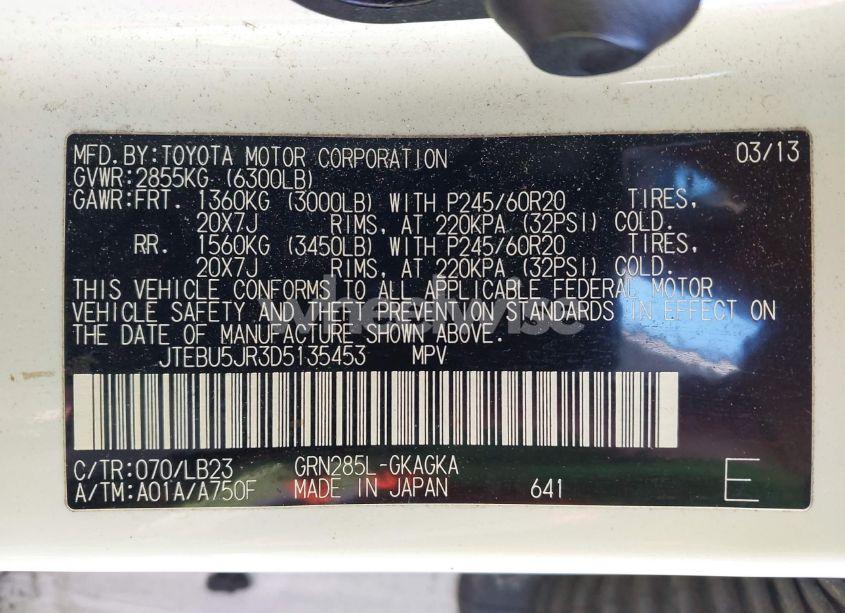 MFD.BY:TOYOTA MOTOR CORPORATION 03/13
GVWR:2855KG (6300LB)
GAWR:FRT. 1360KG (3000LB) WITH P245/60R20 TIRES,
20X7J RIMS, AT 220KPA (32PSI) COLD.
RR. 1560KG (3450LB) WITH P245/60R20 TIRES,
20X7J RIMS, AT 220KPA (32PSI) COLD.
THIS VEHICLE CONFORMS TO ALL APPLICABLE FEDERAL MOTOR
VEHICLE SAFETY AND THEFT PREVENTION STANDARDS IN EFFECT ON
THE DATE OF MANUFACTURE SHOWN ABOVE.
wheelwise
JTEBU5JR3D5135453 MPV
C/TR:070/LB23 GRN285L-GKAGKA
A/TM:A01A/A750F MADE IN JAPAN 641 E